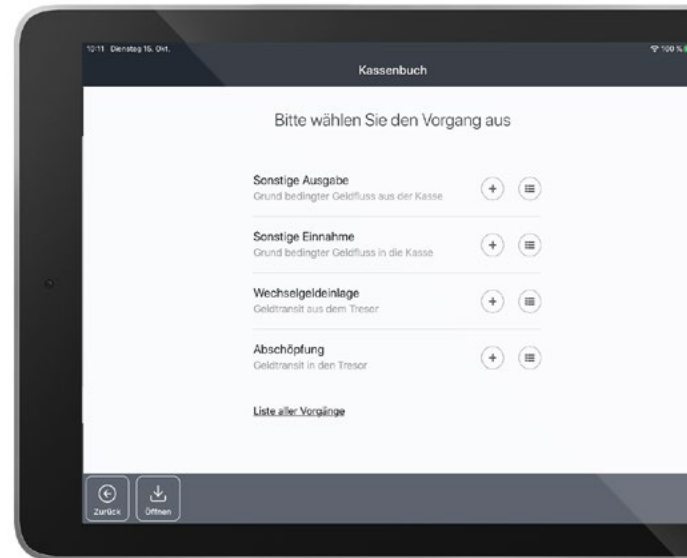 10:11 Dienstag 15. Okt.
100 %
Kassenbuch
Bitte wählen Sie den Vorgang aus
Sonstige Ausgabe
Grund bedingter Geldfluss aus der Kasse
Sonstige Einnahme
Grund bedingter Geldfluss in die Kasse
Wechselgeldeinlage
Geldtransit aus dem Tresor
Abschöpfung
Geldtransit in den Tresor
Liste aller Vorgänge
Zurück
Öffnen